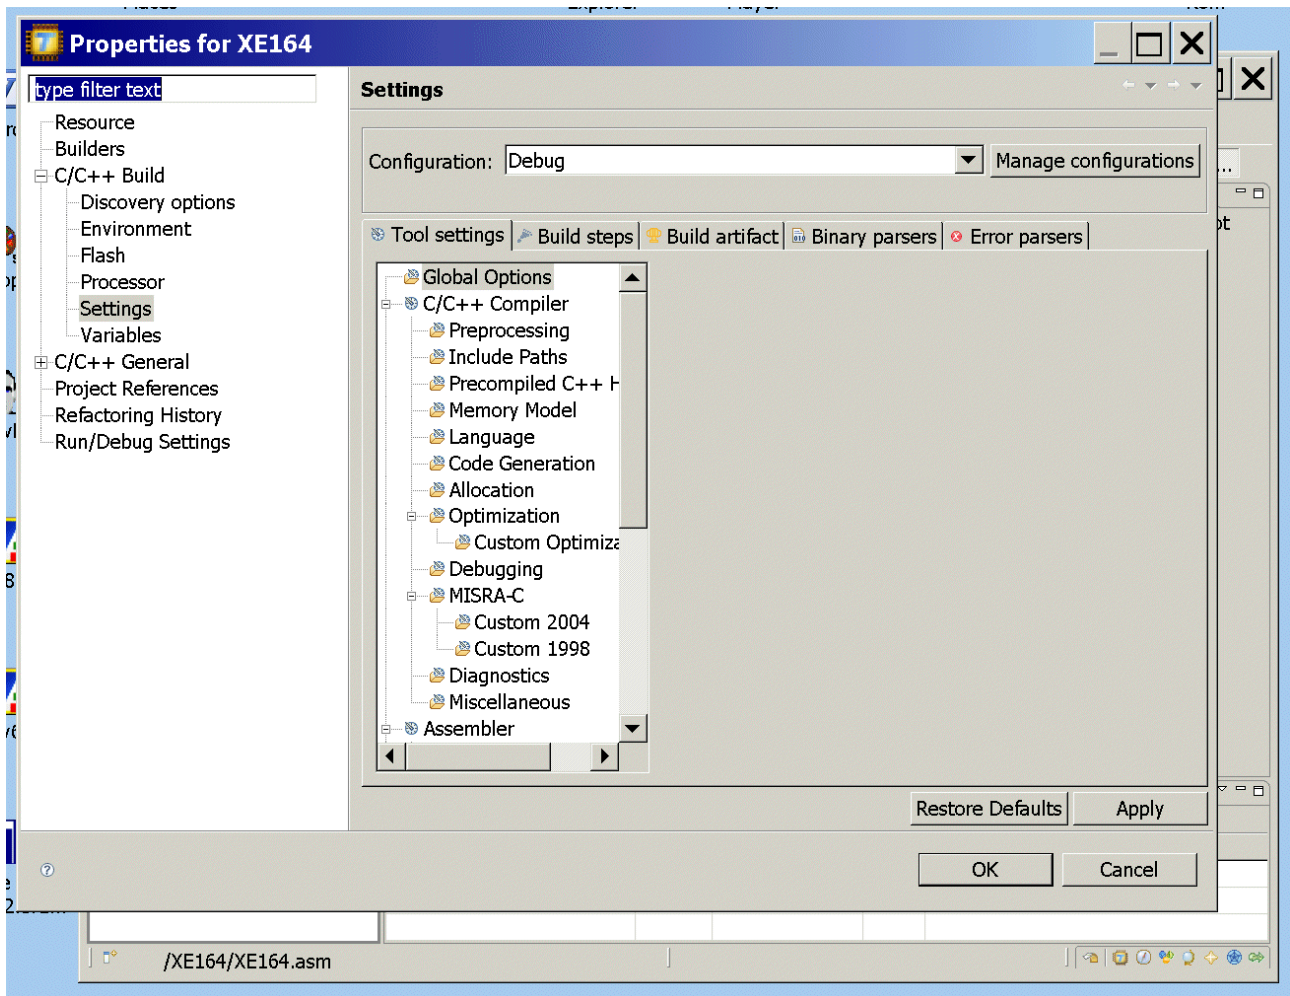 Properties for XE164
type filter text
Settings
Resource
Builders
C/C++ Build
Discovery options
Environment
Flash
Processor
Settings
Variables
C/C++ General
Project References
Refactoring History
Run/Debug Settings
Configuration:
Debug
Manage configurations
Tool settings
Build steps
Build artifact
Binary parsers
Error parsers
Global Options
C/C++ Compiler
Preprocessing
Include Paths
Precompiled C++ H
Memory Model
Language
Code Generation
Allocation
Optimization
Custom Optimiza
Debugging
MISRA-C
Custom 2004
Custom 1998
Diagnostics
Miscellaneous
Assembler
Restore Defaults
Apply
OK
Cancel
/XE164/XE164.asm